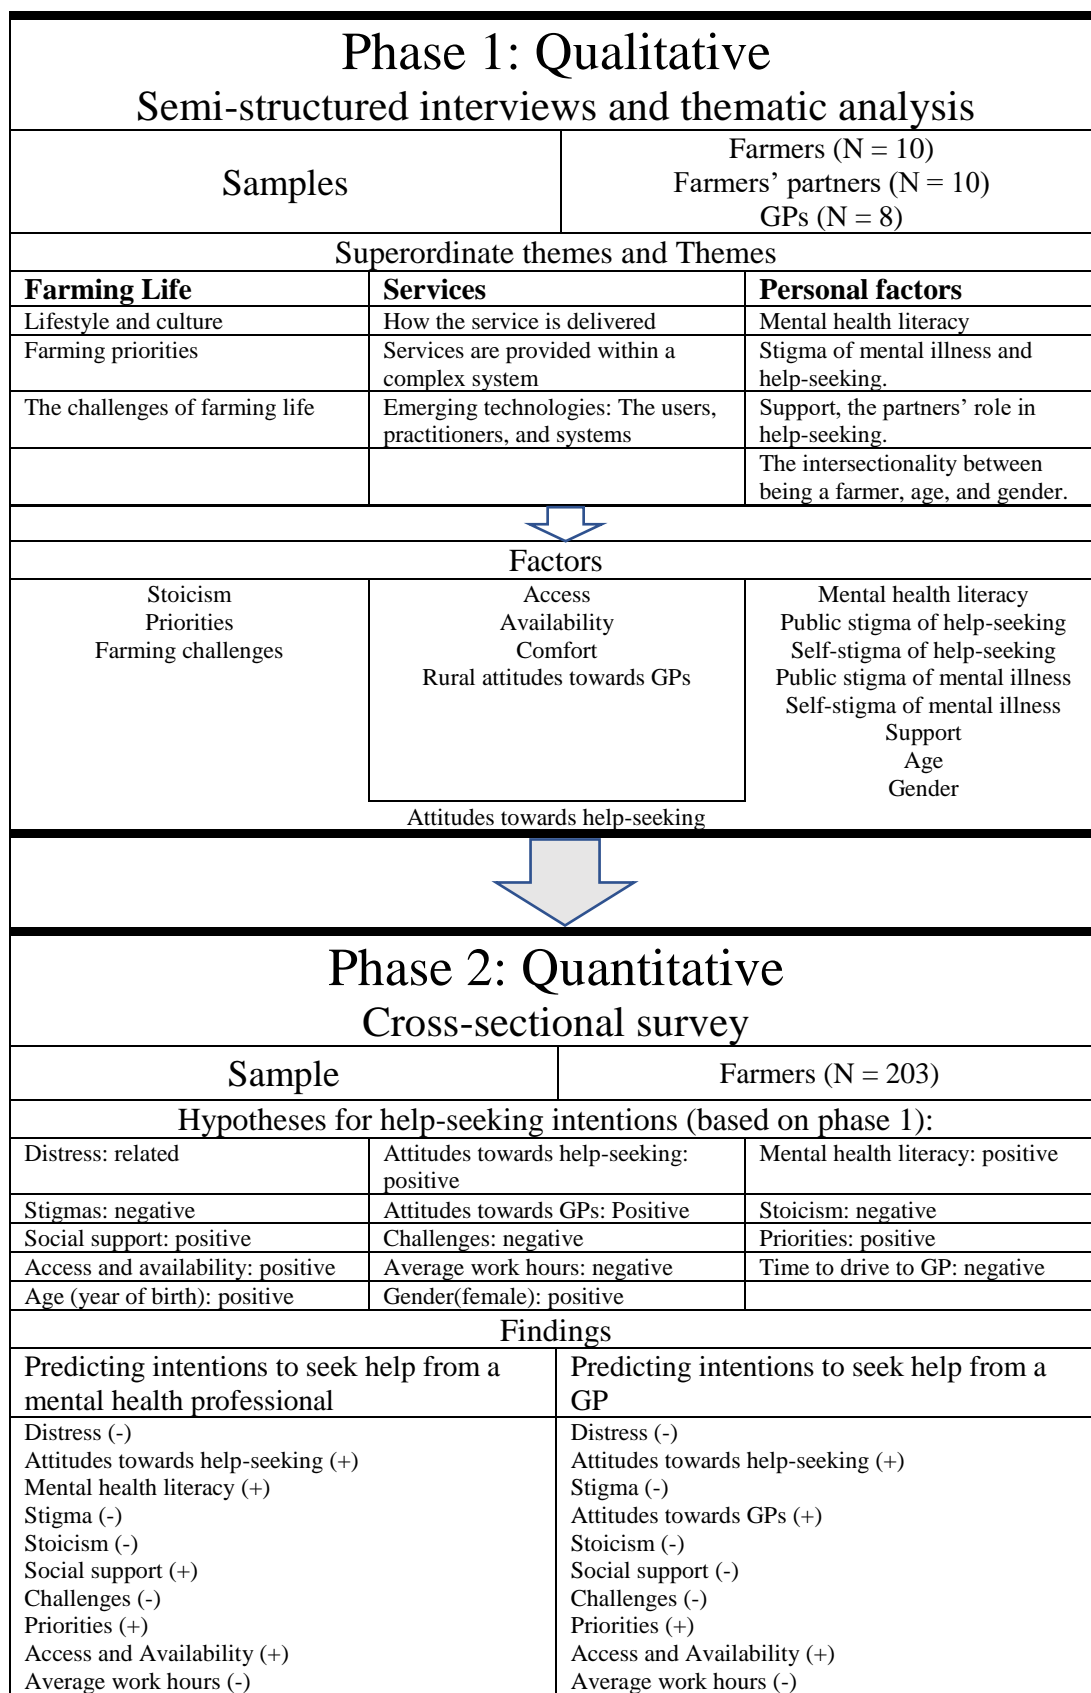 Phase 1: Qualitative
Semi-structured interviews and thematic analysis
Samples
Farmers (N = 10)
Farmers’ partners (N = 10)
GPs (N = 8)
Superordinate themes and Themes
Farming Life
Services
Personal factors
Lifestyle and culture
How the service is delivered
Mental health literacy
Farming priorities
Services are provided within a
complex system
Stigma of mental illness and
help-seeking.
The challenges of farming life
Emerging technologies: The users,
practitioners, and systems
Support, the partners’ role in
help-seeking.
The intersectionality between
being a farmer, age, and gender.
Factors
Stoicism
Priorities
Farming challenges
Access
Availability
Comfort
Rural attitudes towards GPs
Mental health literacy
Public stigma of help-seeking
Self-stigma of help-seeking
Public stigma of mental illness
Self-stigma of mental illness
Support
Age
Gender
Attitudes towards help-seeking
Phase 2: Quantitative
Cross-sectional survey
Sample
Farmers (N = 203)
Hypotheses for help-seeking intentions (based on phase 1):
Distress: related
Attitudes towards help-seeking:
positive
Mental health literacy: positive
Stigmas: negative
Attitudes towards GPs: Positive
Stoicism: negative
Social support: positive
Challenges: negative
Priorities: positive
Access and availability: positive
Average work hours: negative
Time to drive to GP: negative
Age (year of birth): positive
Gender(female): positive
Findings
Predicting intentions to seek help from a
mental health professional
Predicting intentions to seek help from a
GP
Distress (-)
Attitudes towards help-seeking (+)
Mental health literacy (+)
Stigma (-)
Stoicism (-)
Social support (+)
Challenges (-)
Priorities (+)
Access and Availability (+)
Average work hours (-)
Distress (-)
Attitudes towards help-seeking (+)
Stigma (-)
Attitudes towards GPs (+)
Stoicism (-)
Social support (-)
Challenges (-)
Priorities (+)
Access and Availability (+)
Average work hours (-)